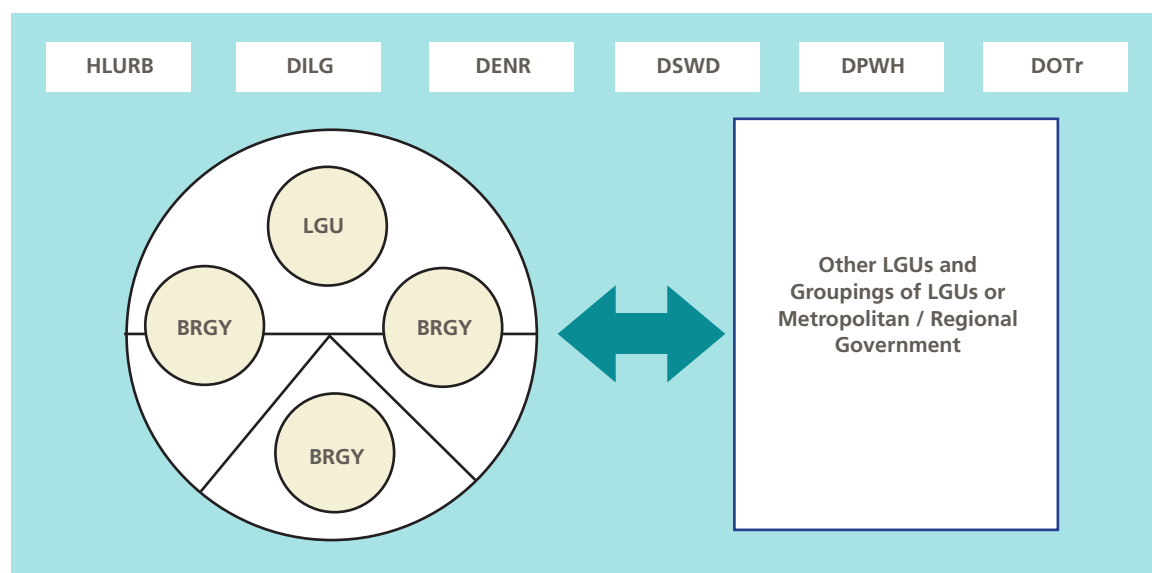 HLURB
DILG
DENR
DSWD
DPWH
DOTr
LGU
BRGY
BRGY
BRGY
Other LGUs and
Groupings of LGUs or
Metropolitan / Regional
Government